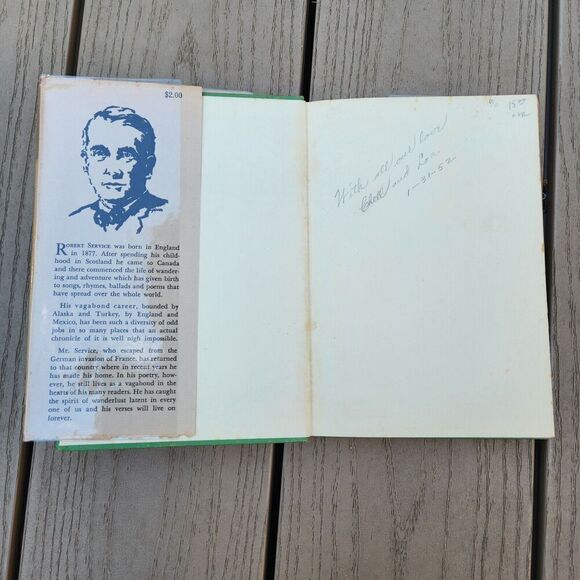 $2.00
ROBERT SERVICE was born in England
in 1877. After spending his child-
hood in Scotland he came to Canada
and there commenced the life of wander-
ing and adventure which has given birth
to songs, rhymes, ballads and poems that
have spread over the whole world.
His vagabond career, bounded by
Alaska and Turkey, by England and
Mexico, has been such a diversity of odd
jobs in so many places that an actual
chronicle of it is well nigh impossible.
Mr. Service, who escaped from the
German invasion of France, has returned
to that country where in recent years he
has made his home. In his poetry, how-
ever, he still lives as a vagabond in the
hearts of his many readers. He has caught
the spirit of wanderlust latent in every
one of us and his verses will live on
forever.
With all our love
and
1-31-52